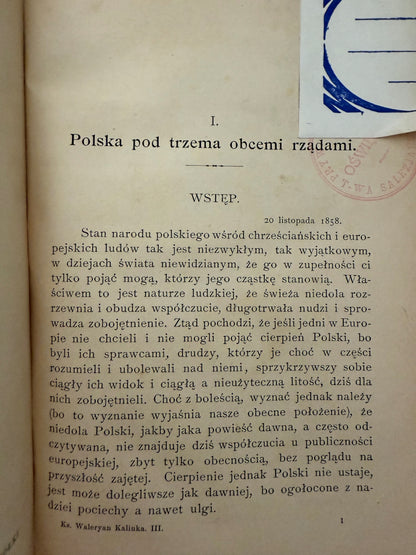 I.
Polska pod trzema obcemi rządami.
WSTĘP.
20 listopada 1858.
Stan narodu polskiego wśród chrześciańskich i euro-
pejskich ludów tak jest niezwykłym, tak wyjątkowym,
w dziejach świata niewidzianym, że go w zupełności ci
tylko pojąć mogą, którzy jego cząstkę stanowią. Wła-
ściwem to jest naturze ludzkiej, że świeża niedola roz-
rzewnia i obudza współczucie, długotrwała nudzi i spro-
wadza zobojętnienie. Ztąd pochodzi, że jeśli jedni w Euro-
pie nie chcieli i nie mogli pojąć cierpień Polski, bo
byli ich sprawcami, drudzy, którzy je choć w części
rozumieli i ubolewali nad niemi, sprzykrzywszy sobie
ciągły ich widok i ciągłą a nieużyteczną litość, dziś dla
nich zobojętnieli. Choć z boleścią, wyznać jednak należy
(bo to wyznanie wyjaśnia nasze obecne położenie), że
niedola Polski, jakby jaka powieść dawna, a często od-
czytywana, nie znajduje dziś współczucia u publiczności
europejskiej, zbyt tylko obecnością, bez poglądu na
przyszłość zajętej. Cierpienie jednak Polski nie ustaje,
jest może dolegliwsze jak dawniej, bo ogołocone z na-
dziei pociechy a nawet ulgi.
Ks. Waleryan Kalinka. III.
1